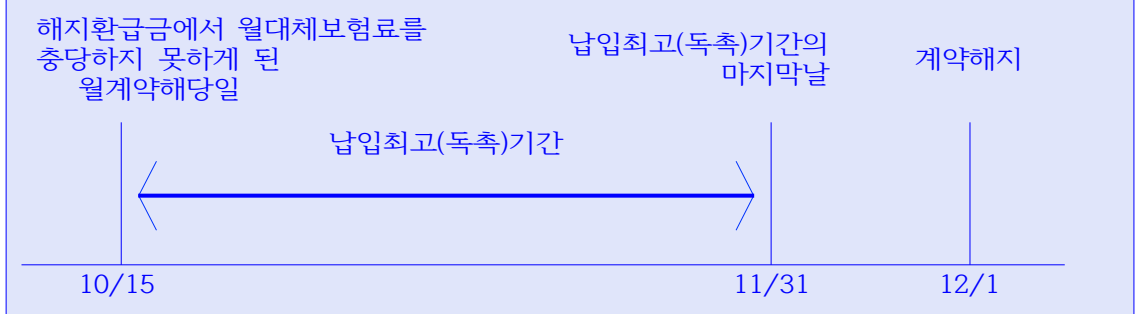 해지환급금에서 월대체보험료를
충당하지 못하게 된
월계약해당일
납입최고(독촉)기간의
마지막날
계약해지
납입최고(독촉)기간
10/15
11/31
12/1